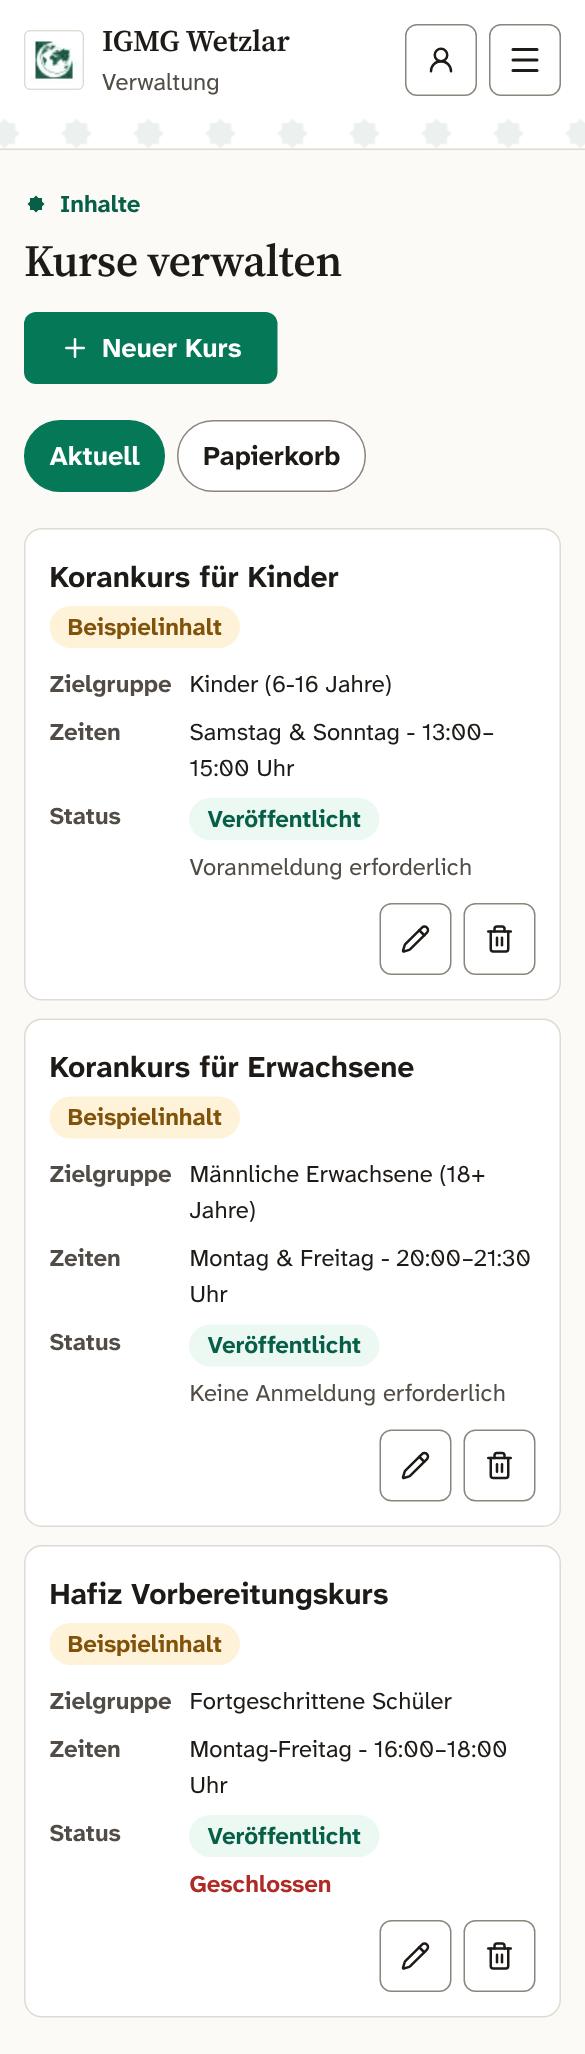 IGMG Wetzlar
Verwaltung
Inhalte
Kurse verwalten
Neuer Kurs
Aktuell
Papierkorb
Korankurs für Kinder
Beispielinhalt
Zielgruppe Kinder (6-16 Jahre)
Zeiten Samstag & Sonntag - 13:00–
15:00 Uhr
Status Veröffentlicht
Voranmeldung erforderlich
Korankurs für Erwachsene
Beispielinhalt
Zielgruppe Männliche Erwachsene (18+
Jahre)
Zeiten Montag & Freitag - 20:00–21:30
Uhr
Status Veröffentlicht
Keine Anmeldung erforderlich
Hafiz Vorbereitungskurs
Beispielinhalt
Zielgruppe Fortgeschrittene Schüler
Zeiten Montag-Freitag - 16:00–18:00
Uhr
Status Veröffentlicht
Geschlossen